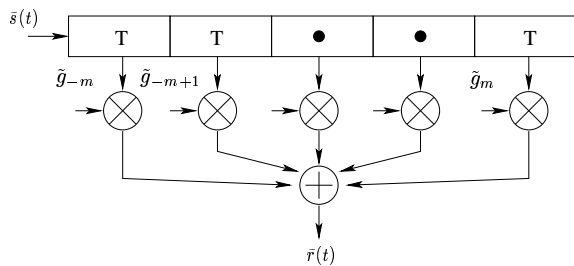 s̄(t)
T T • • T
g̃₋ₘ g̃₋ₘ₊₁ g̃ₘ
r̄(t)